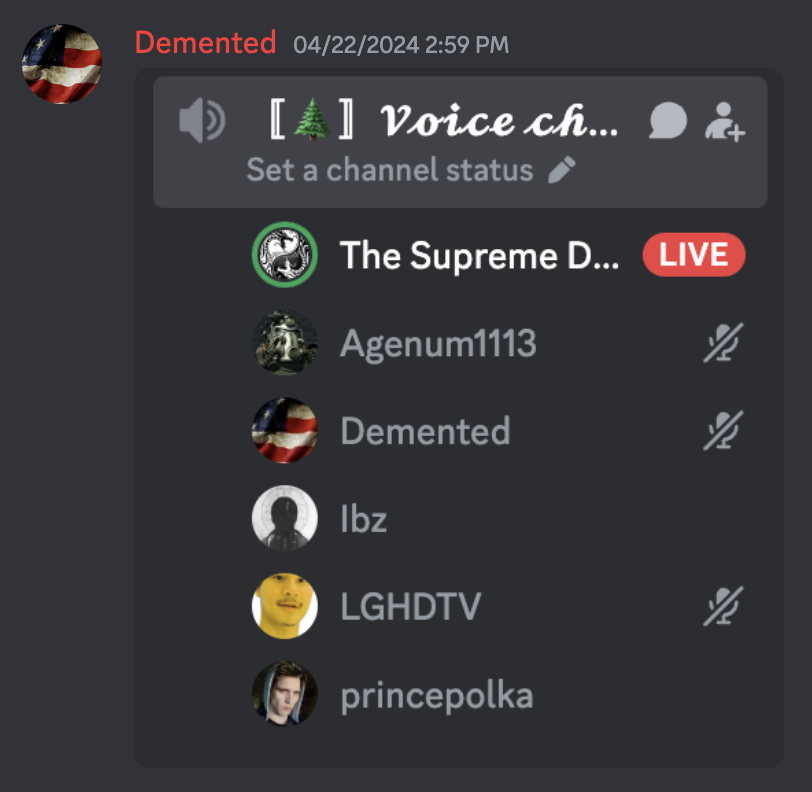 Demented 04/22/2024 2:59 PM
〚🌲〛 𝓥𝓸𝓲𝓬𝓮 𝓬𝓱...
Set a channel status
The Supreme D... LIVE
Agenum1113
Demented
lbz
LGHDTV
princepolka